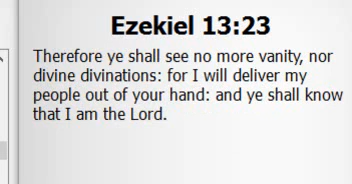 Ezekiel 13:23
Therefore ye shall see no more vanity, nor
divine divinations: for I will deliver my
people out of your hand: and ye shall know
that I am the Lord.